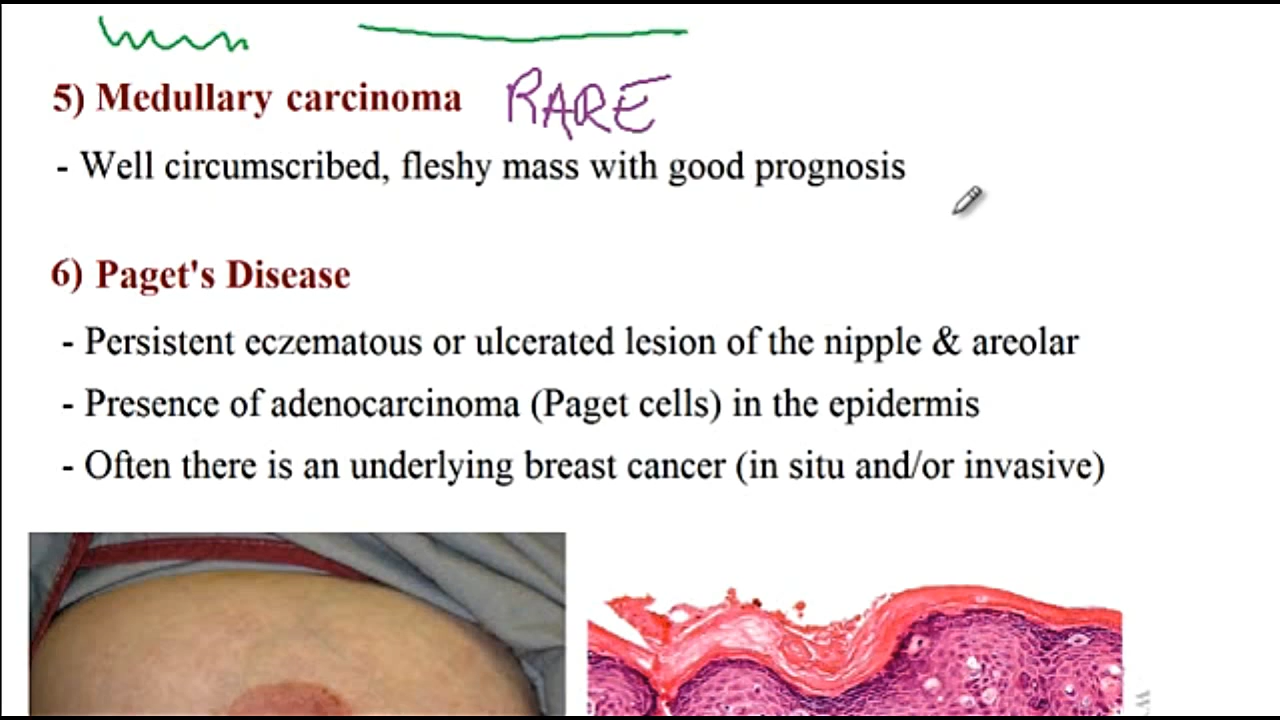 5) Medullary carcinoma RARE
- Well circumscribed, fleshy mass with good prognosis
6) Paget's Disease
- Persistent eczematous or ulcerated lesion of the nipple & areolar
- Presence of adenocarcinoma (Paget cells) in the epidermis
- Often there is an underlying breast cancer (in situ and/or invasive)